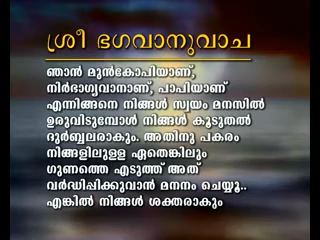 ശ്രീ ഭഗവാനുവാച
ഞാൻ മുൻകോപിയാണ്,
നിർഭാഗ്യവാനാണ്, പാപിയാണ്
എന്നിങ്ങനെ നിങ്ങൾ സ്വയം മനസിൽ
ഉരുവിടുമ്പോൾ നിങ്ങൾ കൂടുതൽ
ദുർബ്ബലരാകും. അതിനു പകരം
നിങ്ങളിലുളള ഏതെങ്കിലും
ഗുണത്തെ എടുത്ത് അത്
വർദ്ധിപ്പിക്കുവാൻ മനനം ചെയ്യൂ..
എങ്കിൽ നിങ്ങൾ ശക്തരാകും